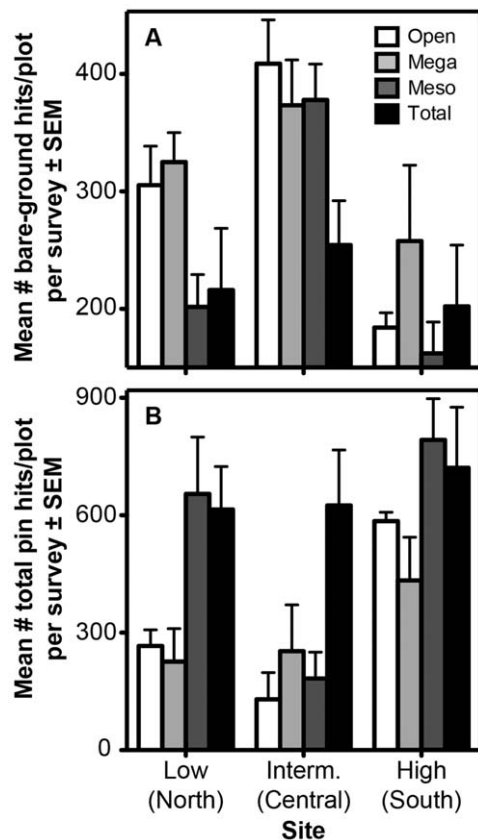 A
Open
Mega
Meso
Total
Mean # bare-ground hits/plot
per survey ± SEM
400
300
200
B
Mean # total pin hits/plot
per survey ± SEM
900
600
300
0
Low Interm. High
(North) (Central) (South)
Site